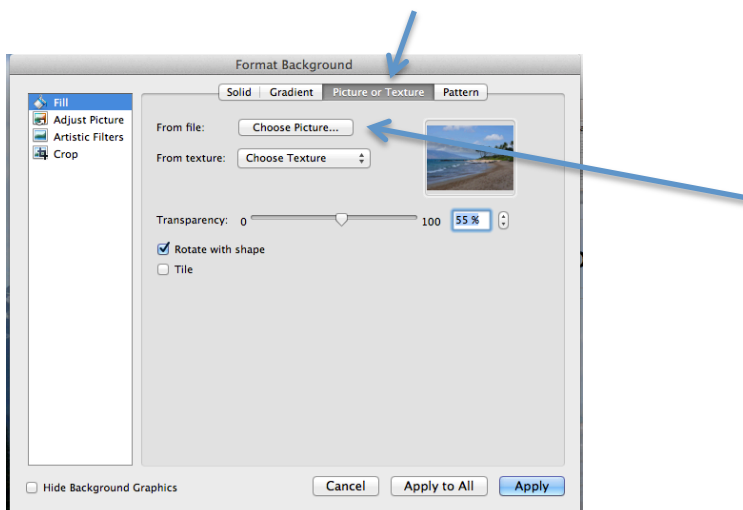 Format Background
Solid Gradient Picture or Texture Pattern
Fill
Adjust Picture
Artistic Filters
Crop
From file: Choose Picture...
From texture: Choose Texture
Transparency: 0 100 55 %
Rotate with shape
Tile
Hide Background Graphics Cancel Apply to All Apply